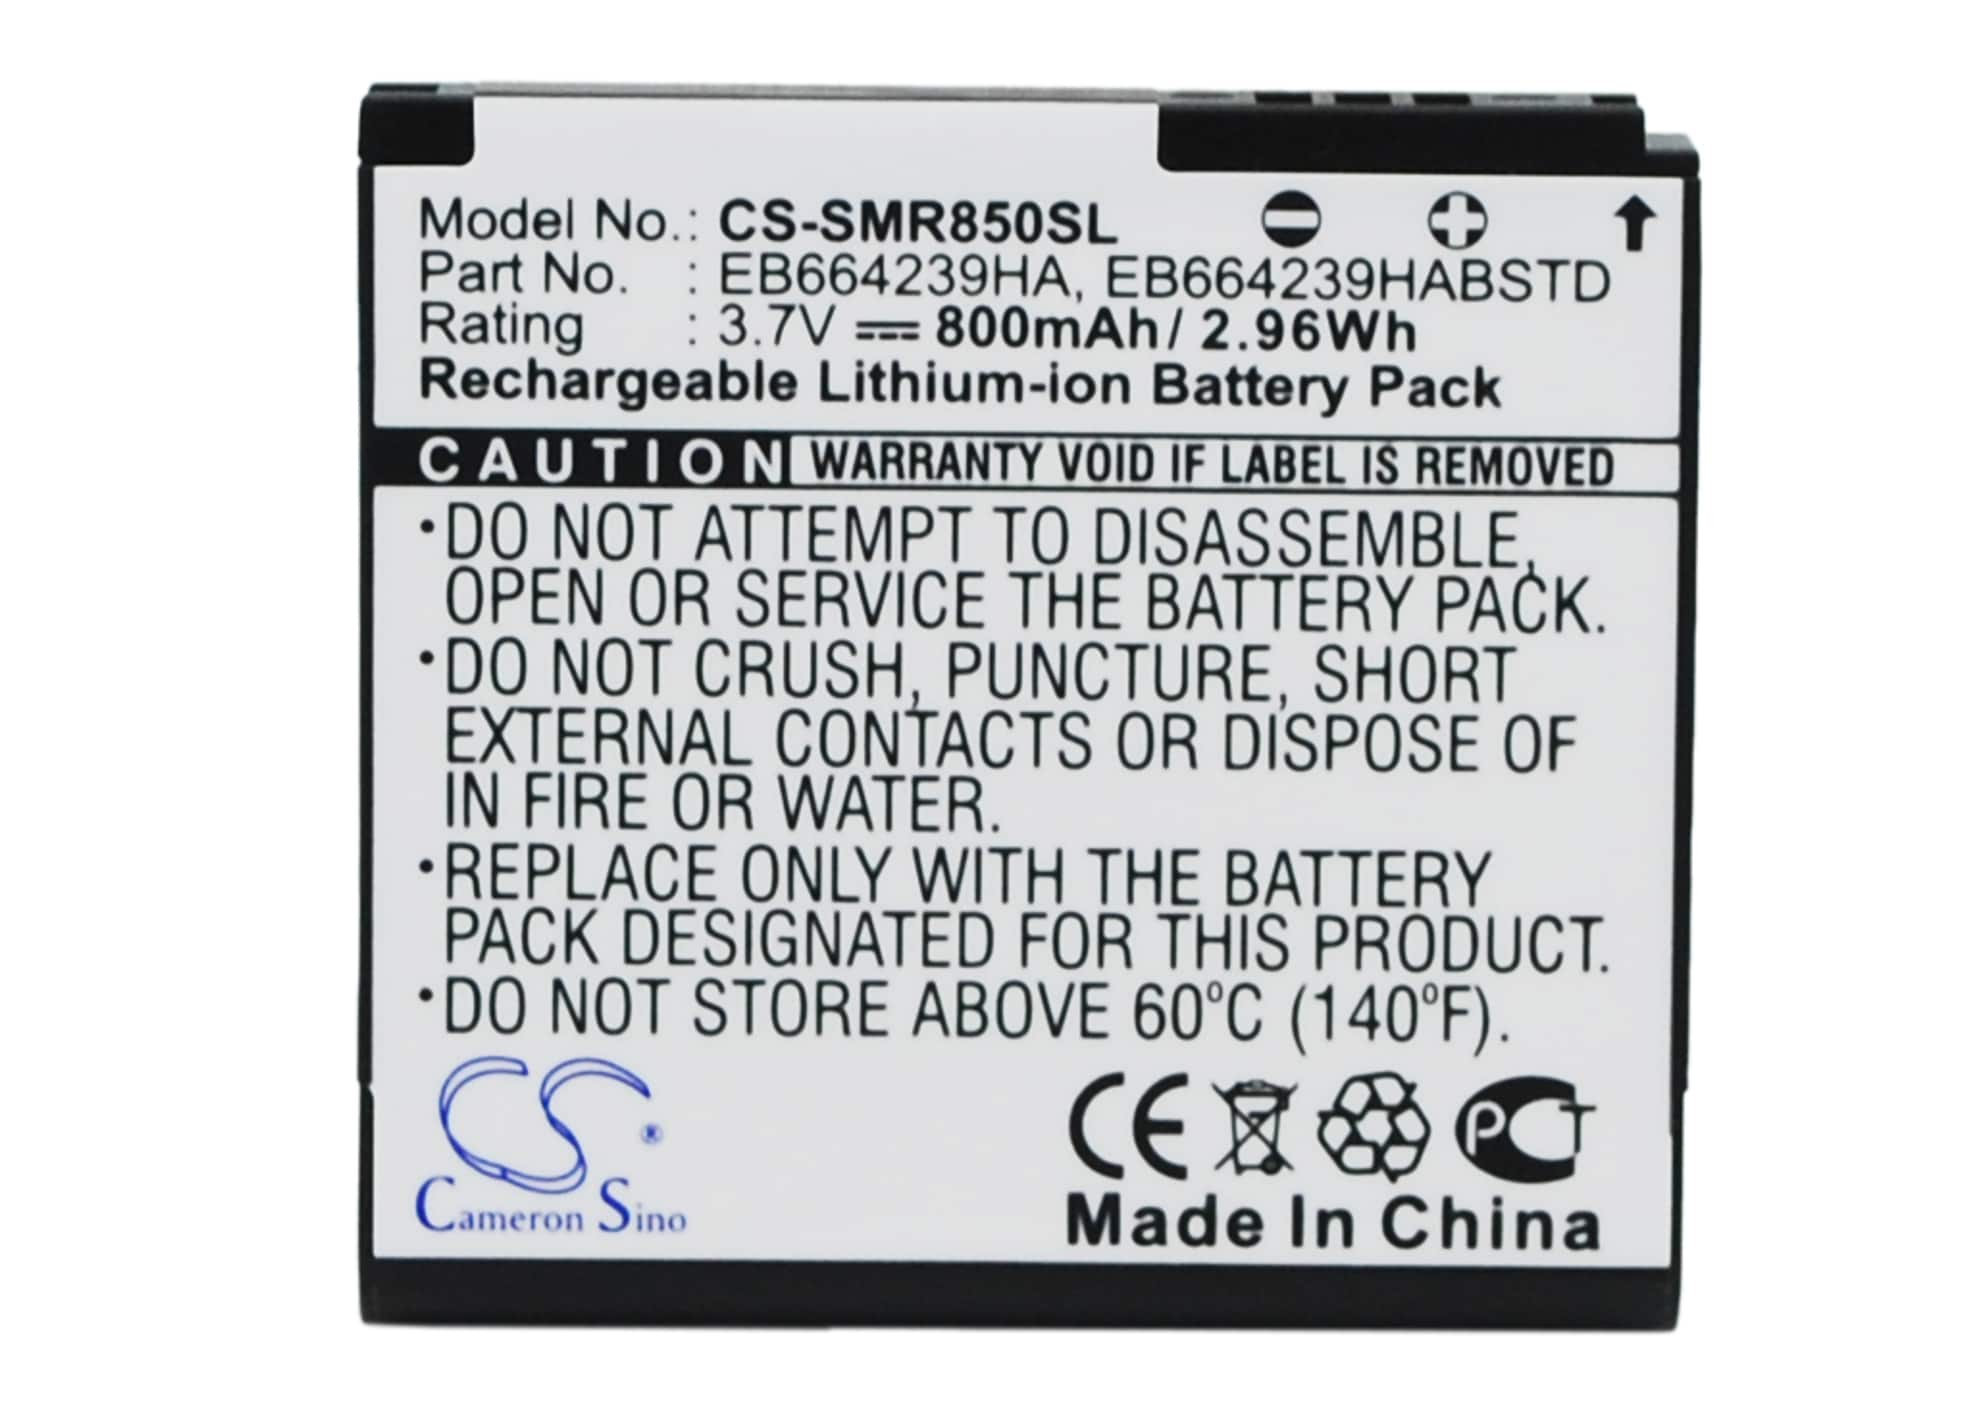 Model No.: CS-SMR850SL
Part No. : EB664239HA, EB664239HABSTD
Rating : 3.7V 800mAh/ 2.96Wh
Rechargeable Lithium-ion Battery Pack
CAUTION WARRANTY VOID IF LABEL IS REMOVED
•DO NOT ATTEMPT TO DISASSEMBLE,
OPEN OR SERVICE THE BATTERY PACK.
•DO NOT CRUSH, PUNCTURE, SHORT
EXTERNAL CONTACTS OR DISPOSE OF
IN FIRE OR WATER.
•REPLACE ONLY WITH THE BATTERY
PACK DESIGNATED FOR THIS PRODUCT.
•DO NOT STORE ABOVE 60°C (140°F).
CS®
Cameron Sino
CE PCT
Made In China